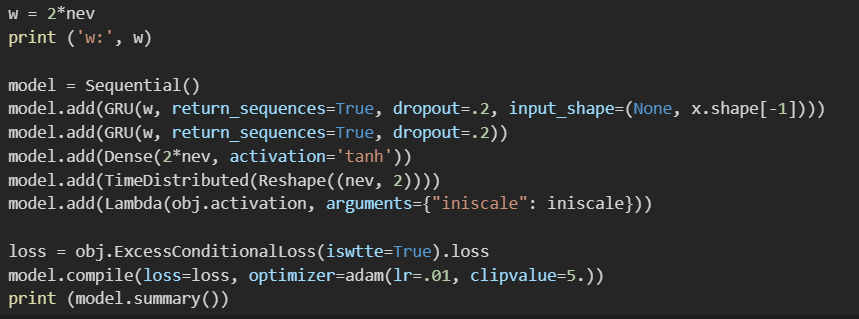 w = 2*nev
print ('w:', w)
model = Sequential()
model.add(GRU(w, return_sequences=True, dropout=.2, input_shape=(None, x.shape[-1])))
model.add(GRU(w, return_sequences=True, dropout=.2))
model.add(Dense(2*nev, activation='tanh'))
model.add(TimeDistributed(Reshape((nev, 2))))
model.add(Lambda(obj.activation, arguments={"iniscale": iniscale}))
loss = obj.ExcessConditionalLoss(iswtte=True).loss
model.compile(loss=loss, optimizer=adam(lr=.01, clipvalue=5.))
print (model.summary())